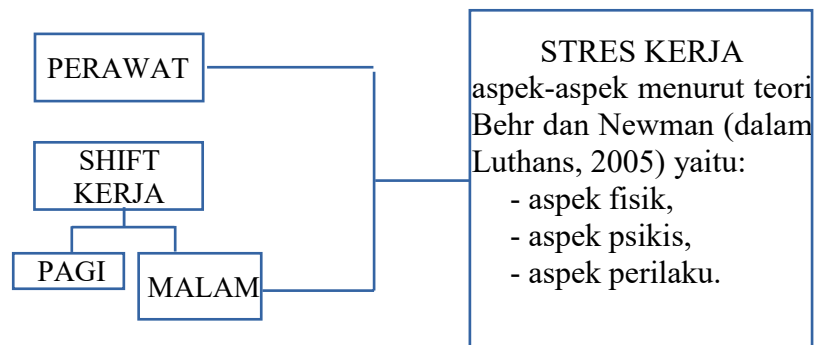 PERAWAT
SHIFT
KERJA
PAGI
MALAM
STRES KERJA
aspek-aspek menurut teori
Behr dan Newman (dalam
Luthans, 2005) yaitu:
- aspek fisik,
- aspek psikis,
- aspek perilaku.